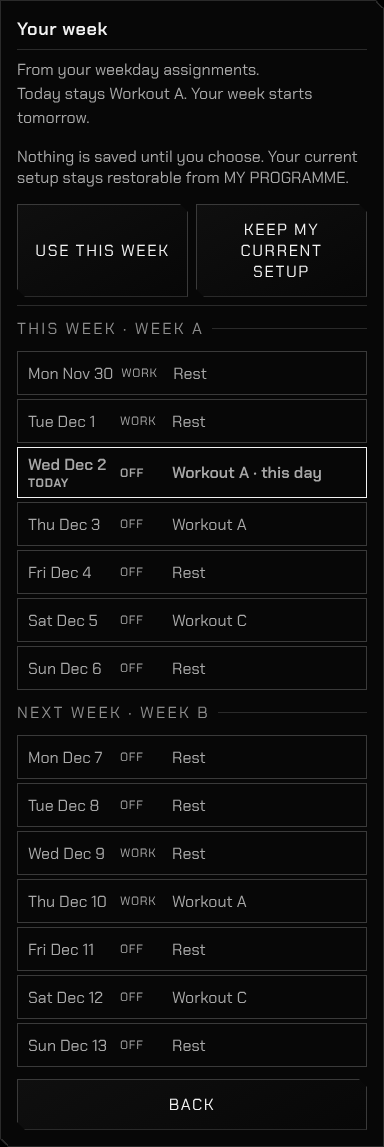 Your week
From your weekday assignments.
Today stays Workout A. Your week starts
tomorrow.
Nothing is saved until you choose. Your current
setup stays restorable from MY PROGRAMME.
USE THIS WEEK
KEEP MY
CURRENT
SETUP
THIS WEEK · WEEK A
Mon Nov 30 WORK Rest
Tue Dec 1 WORK Rest
Wed Dec 2 OFF Workout A · this day
TODAY
Thu Dec 3 OFF Workout A
Fri Dec 4 OFF Rest
Sat Dec 5 OFF Workout C
Sun Dec 6 OFF Rest
NEXT WEEK · WEEK B
Mon Dec 7 OFF Rest
Tue Dec 8 OFF Rest
Wed Dec 9 WORK Rest
Thu Dec 10 WORK Workout A
Fri Dec 11 OFF Rest
Sat Dec 12 OFF Workout C
Sun Dec 13 OFF Rest
BACK